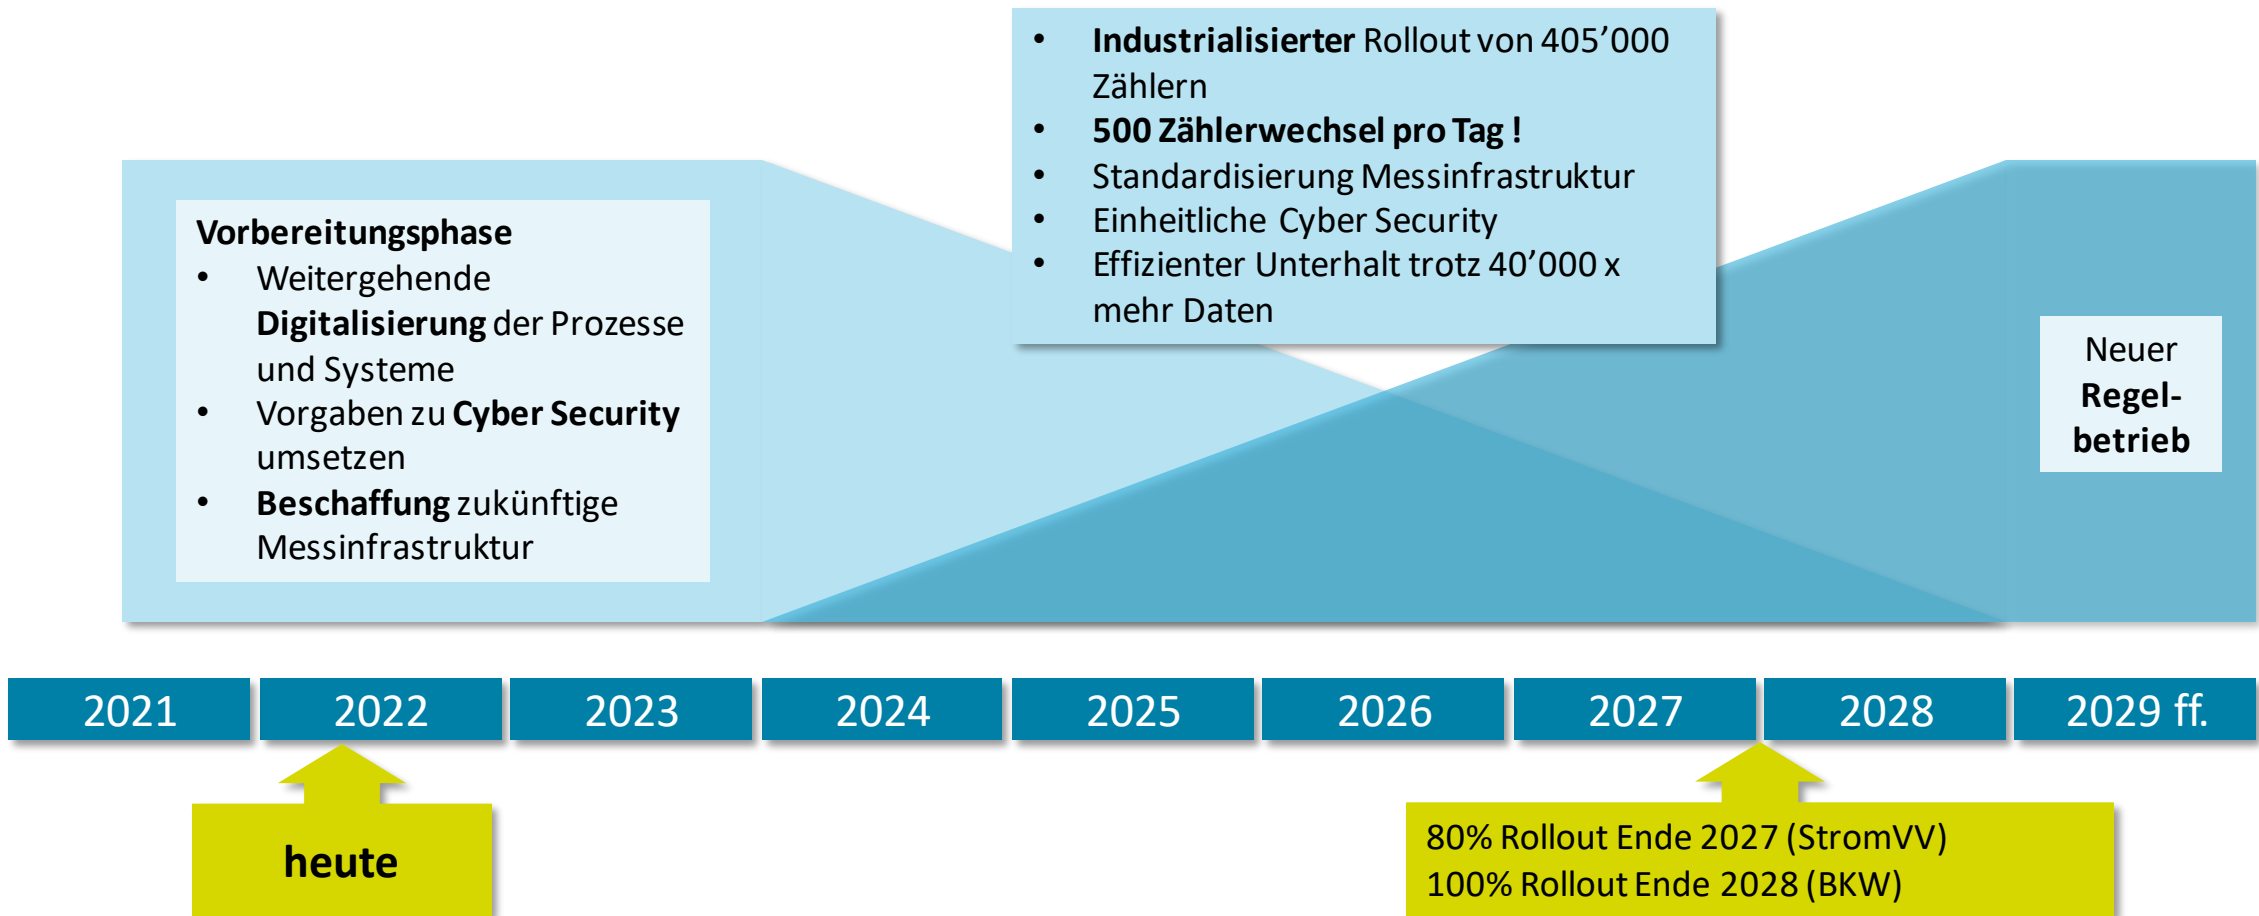 • Industrialisierter Rollout von 405’000
Zählern
• 500 Zählerwechsel pro Tag !
• Standardisierung Messinfrastruktur
• Einheitliche Cyber Security
• Effizienter Unterhalt trotz 40’000 x
mehr Daten
Vorbereitungsphase
• Weitergehende
Digitalisierung der Prozesse
und Systeme
• Vorgaben zu Cyber Security
umsetzen
• Beschaffung zukünftige
Messinfrastruktur
Neuer
Regel-
betrieb
2021 2022 2023 2024 2025 2026 2027 2028 2029 ff.
heute
80% Rollout Ende 2027 (StromVV)
100% Rollout Ende 2028 (BKW)